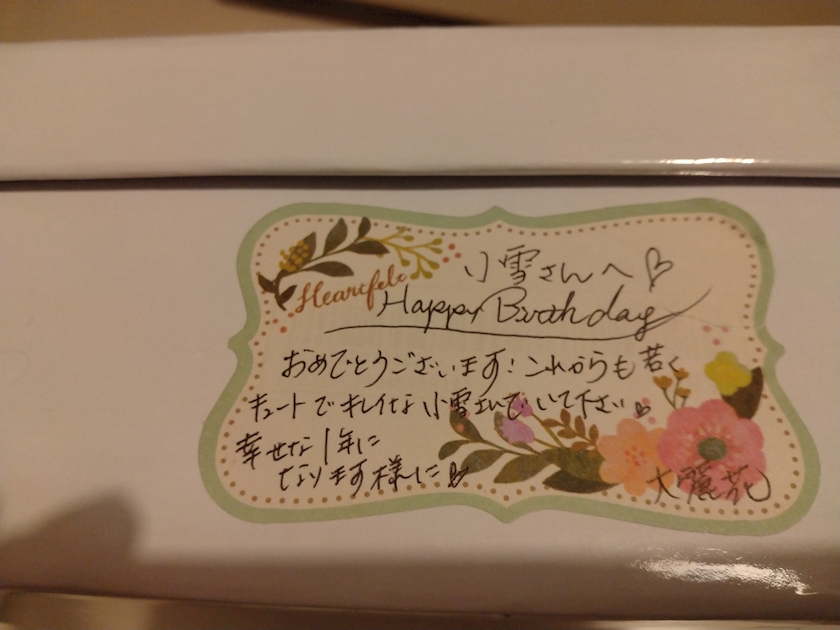 小雪さんへ♡
Heartfelt
Happy Birthday
おめでとうございます!これからも若く
キュートでキレイな小雪さんでいて下さい♡
幸せな1年に
なります様に♡
大麗花